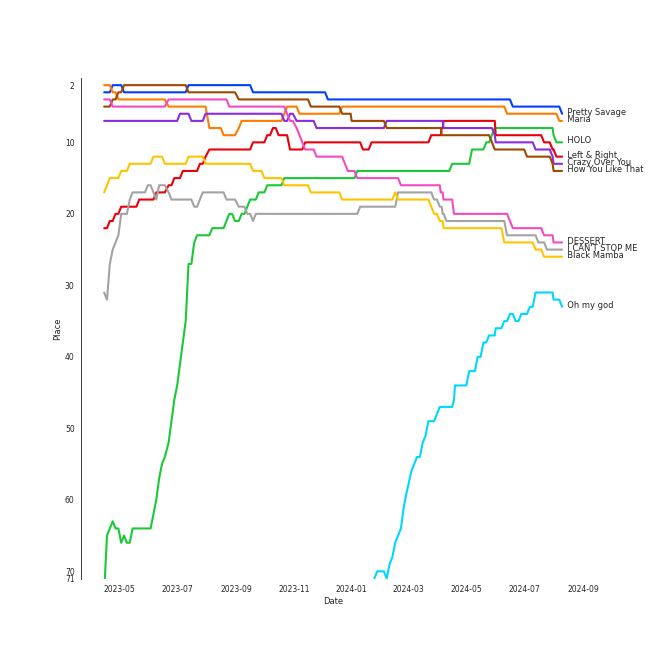 2
10
20
30
40
50
60
70
71
Place
2023-05
2023-07
2023-09
2023-11
2024-01
2024-03
2024-05
2024-07
2024-09
Date
Pretty Savage
Maria
HOLO
Left & Right
Crazy Over You
How You Like That
DESSERT
I CAN'T STOP ME
Black Mamba
Oh my god